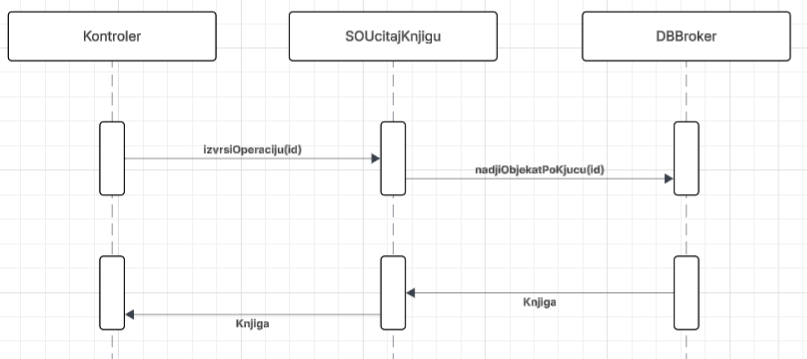 Kontroler
SOUcitajKnjigu
DBBroker
izvrsiOperaciju(id)
nadjiObjekatPoKjucu(id)
Knjiga
Knjiga